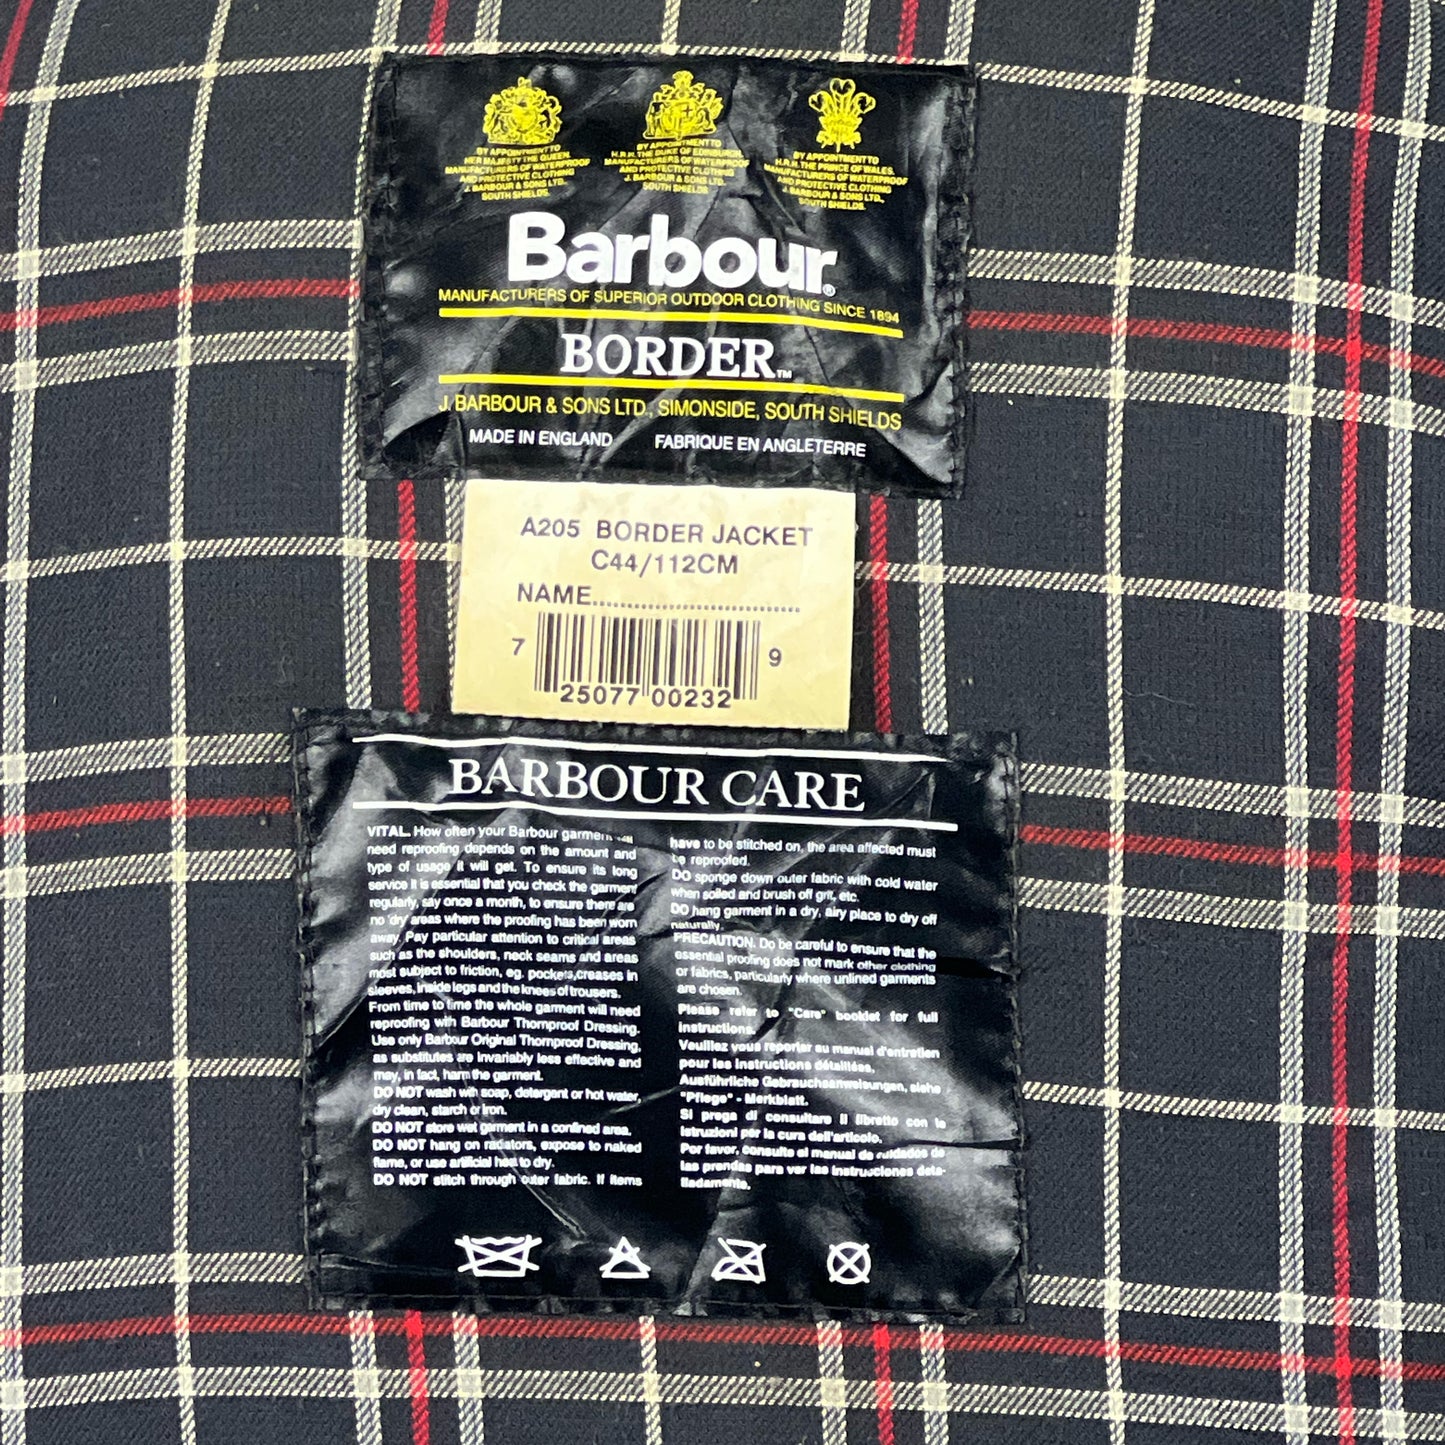 BY APPOINTMENT TO
HER MAJESTY THE QUEEN
MANUFACTURERS OF WATERPROOF
AND PROTECTIVE CLOTHING
J. BARBOUR & SONS LTD.
SOUTH SHIELDS.
BY APPOINTMENT TO
H.R.H. THE DUKE OF EDINBURGH
MANUFACTURERS OF WATERPROOF
AND PROTECTIVE CLOTHING
J. BARBOUR & SONS LTD.
SOUTH SHIELDS
BY APPOINTMENT TO
H.R.H. THE PRINCE OF WALES.
MANUFACTURERS OF WATERPROOF
AND PROTECTIVE CLOTHING
J. BARBOUR & SONS LTD.,
SOUTH SHIELDS.
Barbour®
MANUFACTURERS OF SUPERIOR OUTDOOR CLOTHING SINCE 1894
BORDER™
J. BARBOUR & SONS LTD., SIMONSIDE, SOUTH SHIELDS
MADE IN ENGLAND FABRIQUE EN ANGLETERRE
A205 BORDER JACKET
C44/112CM
NAME..............................
7 25077 00232 9
BARBOUR CARE
VITAL. How often your Barbour garment will
need reproofing depends on the amount and
type of usage it will get. To ensure its long
service it is essential that you check the garment
regularly, say once a month, to ensure there are
no 'dry' areas where the proofing has been worn
away. Pay particular attention to critical areas
such as the shoulders, neck seams and areas
most subject to friction, eg. pockets,creases in
sleeves, inside legs and the knees of trousers.
From time to time the whole garment will need
reproofing with Barbour Thornproof Dressing.
Use only Barbour Original Thornproof Dressing,
as substitutes are invariably less effective and
may, in fact, harm the garment.
DO NOT wash with soap, detergent or hot water,
dry clean, starch or iron.
DO NOT store wet garment in a confined area.
DO NOT hang on radiators, expose to naked
flame, or use artificial heat to dry.
DO NOT stitch through outer fabric. If items
have to be stitched on, the area affected must
be reproofed.
DO sponge down outer fabric with cold water
when soiled and brush off grit, etc.
DO hang garment in a dry, airy place to dry off
naturally.
PRECAUTION. Do be careful to ensure that the
essential proofing does not mark other clothing
or fabrics, particularly where unlined garments
are chosen.
Please refer to "Care" booklet for full
instructions.
Veuillez vous reporter au manual d'entretien
pour les instructions détaillées.
Ausführliche Gebrauchsanweisungen, siehe
"Pflege" - Merkblatt.
Si prega di consultare il libretto con le
istruzioni per la cura dell'articolo.
Por favor, consulte el manual de cuidados de
las prendas para ver las instrucciones deta-
lladamente.